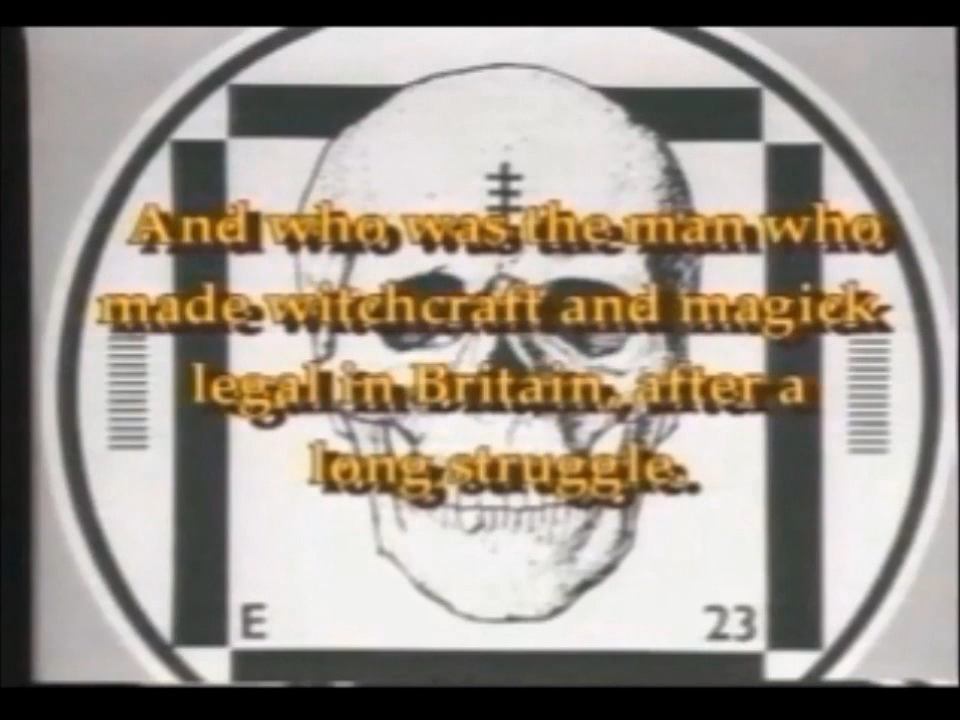 And who was the man who
made witchcraft and magick
legal in Britain, after a
long struggle.
E 23